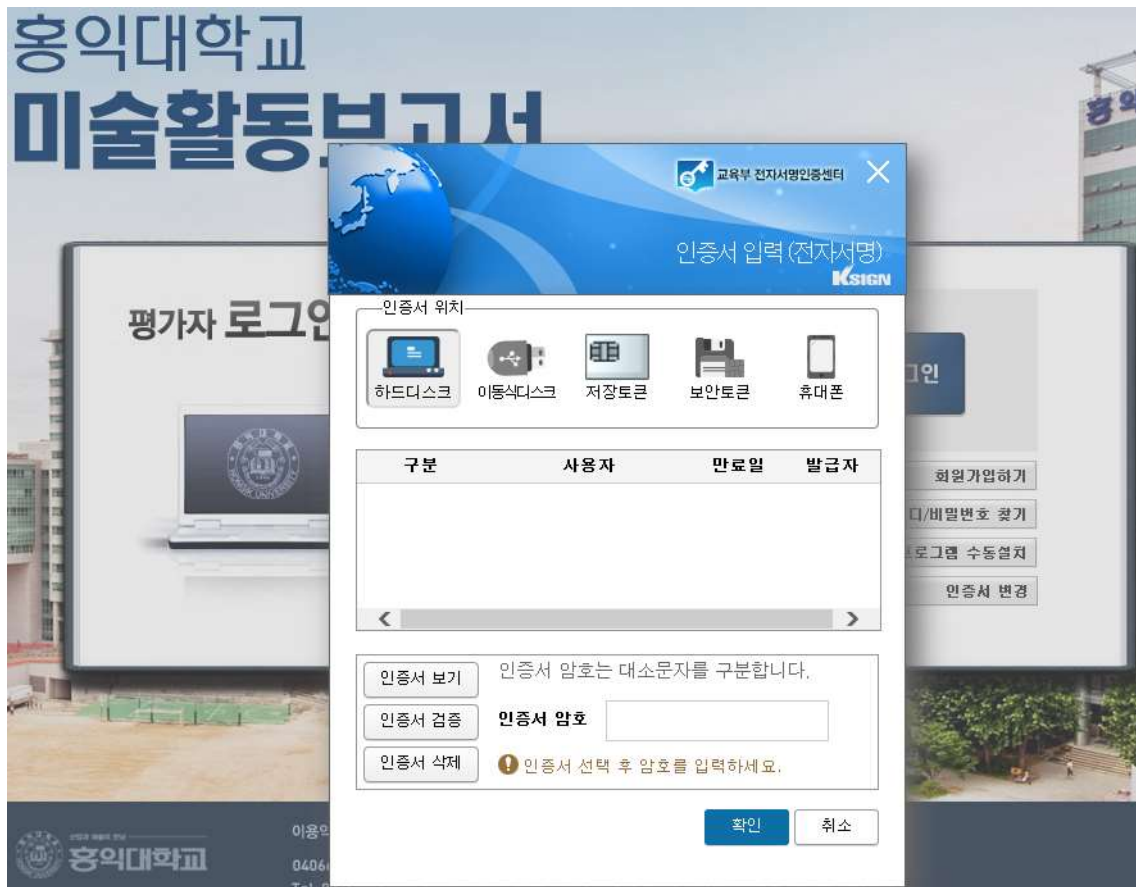 홍익대학교
미술활동보고서
교육부 전자서명인증센터
인증서 입력 (전자서명)
KSIGN
평가자 로그인
인증서 위치
하드디스크 이동식디스크 저장토큰 보안토큰 휴대폰
그인
구분 사용자 만료일 발급자
회원가입하기
디/비밀번호 찾기
프로그램 수동설치
인증서 변경
인증서 보기
인증서 암호는 대소문자를 구분합니다.
인증서 검증
인증서 암호
인증서 삭제
인증서 선택 후 암호를 입력하세요.
확인 취소
홍익대학교
이용약
0406